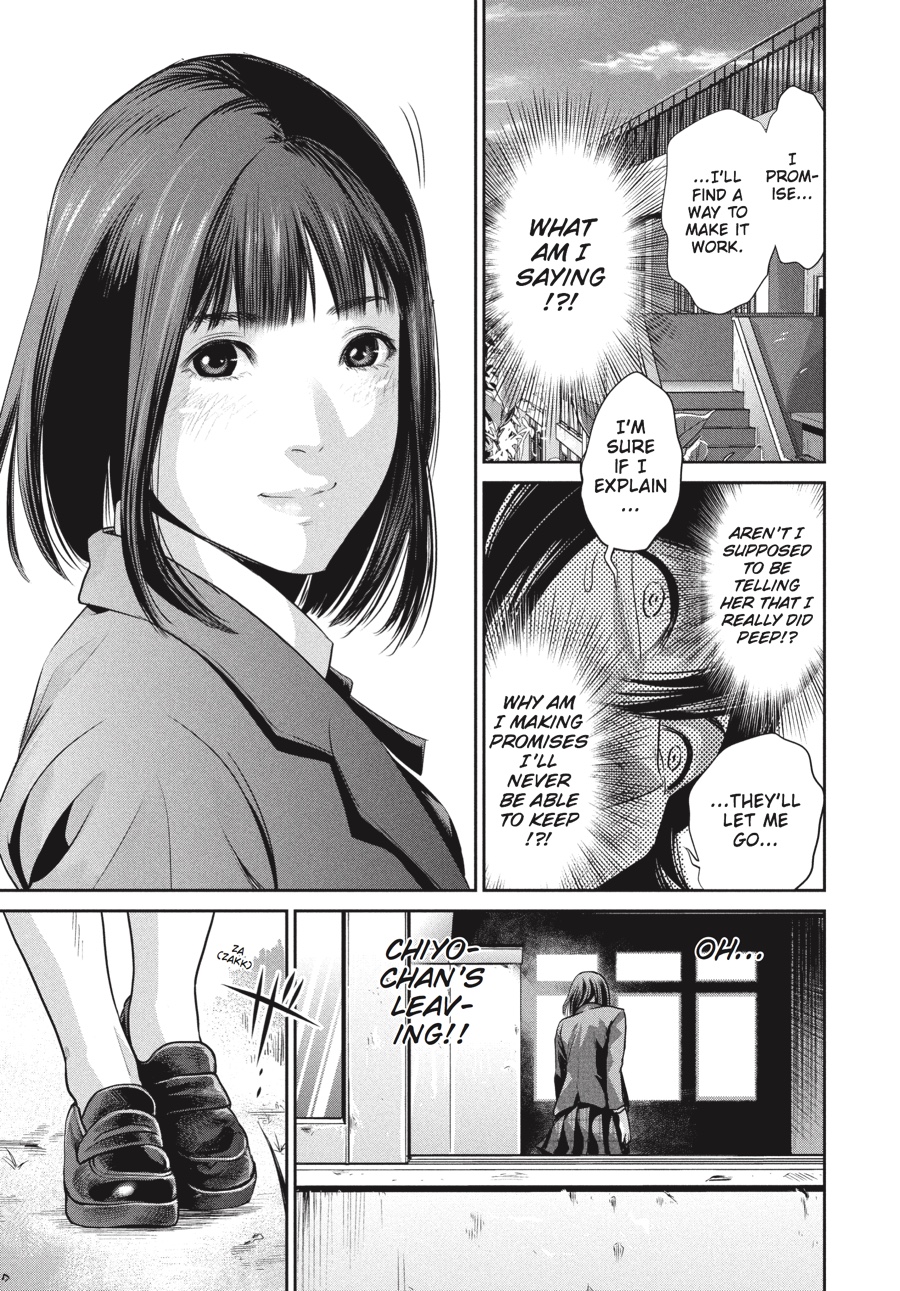 I
PROM-
ISE...
...I'LL
FIND A
WAY TO
MAKE IT
WORK.
WHAT
AM I
SAYING
!?!
I'M
SURE
IF I
EXPLAIN
...
AREN'T I
SUPPOSED
TO BE
TELLING
HER THAT I
REALLY DID
PEEP!?
WHY AM
I MAKING
PROMISES
I'LL
NEVER
BE ABLE
TO KEEP
!?!
...THEY'LL
LET ME
GO...
OH...
CHIYO-
CHAN'S
LEAV-
ING!!
ZA
(ZAKK)